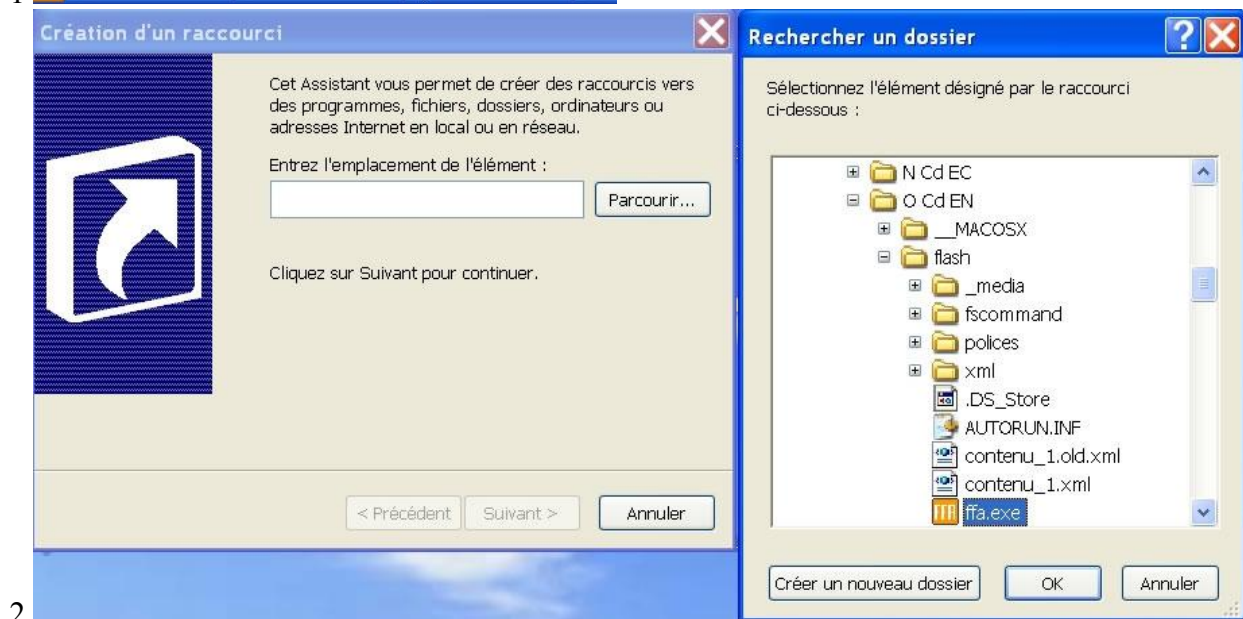 1
Création d'un raccourci
Cet Assistant vous permet de créer des raccourcis vers
des programmes, fichiers, dossiers, ordinateurs ou
adresses Internet en local ou en réseau.
Entrez l'emplacement de l'élément :
Parcourir...
Cliquez sur Suivant pour continuer.
< Précédent
Suivant >
Annuler
Rechercher un dossier
Sélectionnez l'élément désigné par le raccourci
ci-dessous :
N Cd EC
O Cd EN
__MACOSX
flash
_media
fscommand
polices
xml
.DS_Store
AUTORUN.INF
contenu_1.old.xml
contenu_1.xml
ffa.exe
Créer un nouveau dossier
OK
Annuler
2